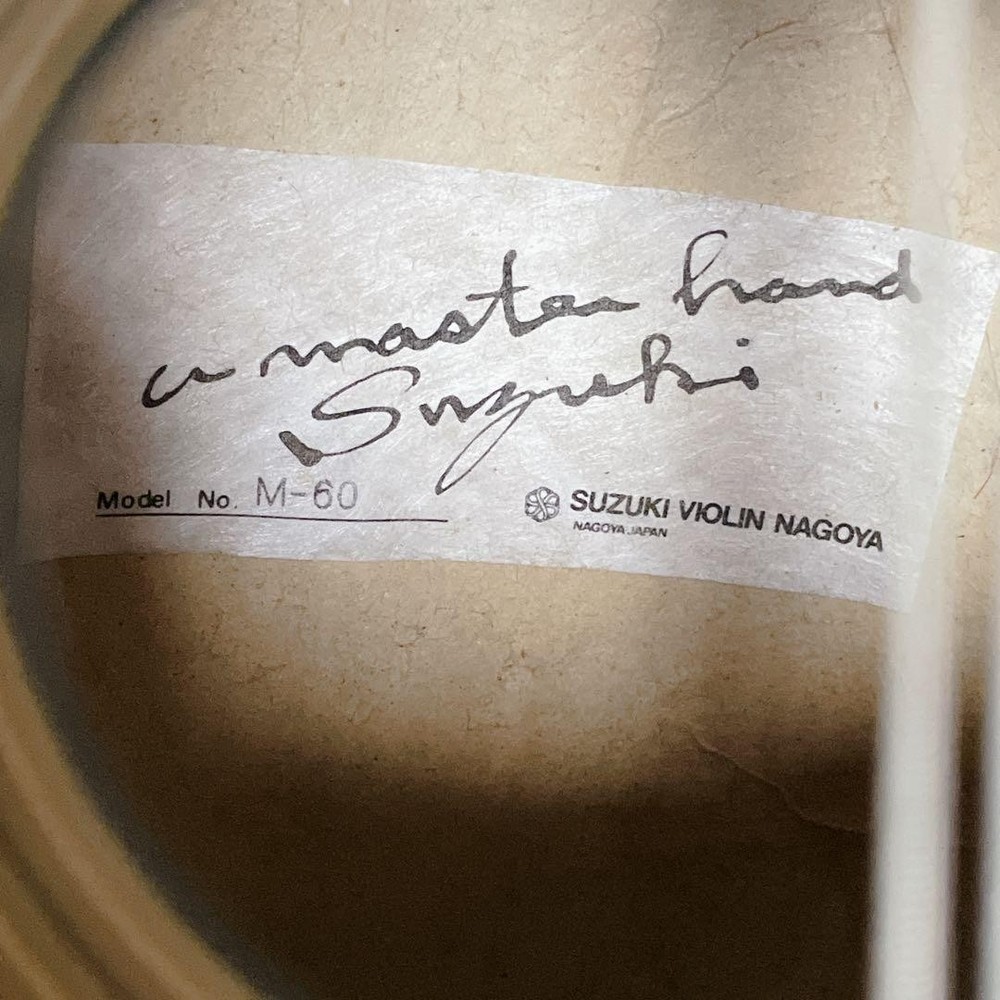 a master hand
Suzuki
Model No. M-60
SUZUKI VIOLIN NAGOYA
NAGOYA JAPAN